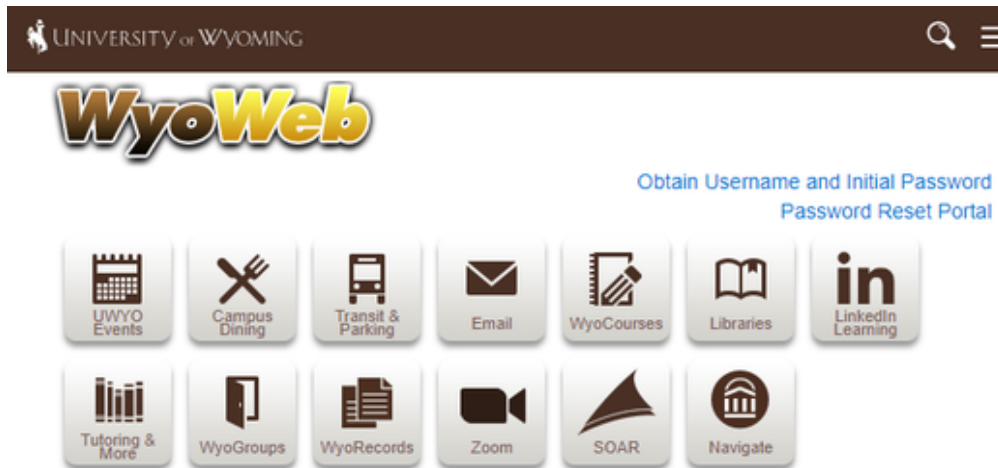 UNIVERSITY OF WYOMING
WyoWeb
Obtain Username and Initial Password
Password Reset Portal
UWYO
Events
Campus
Dining
Transit &
Parking
Email
WyoCourses
Libraries
in
LinkedIn
Learning
Tutoring &
More
WyoGroups
WyoRecords
Zoom
SOAR
Navigate